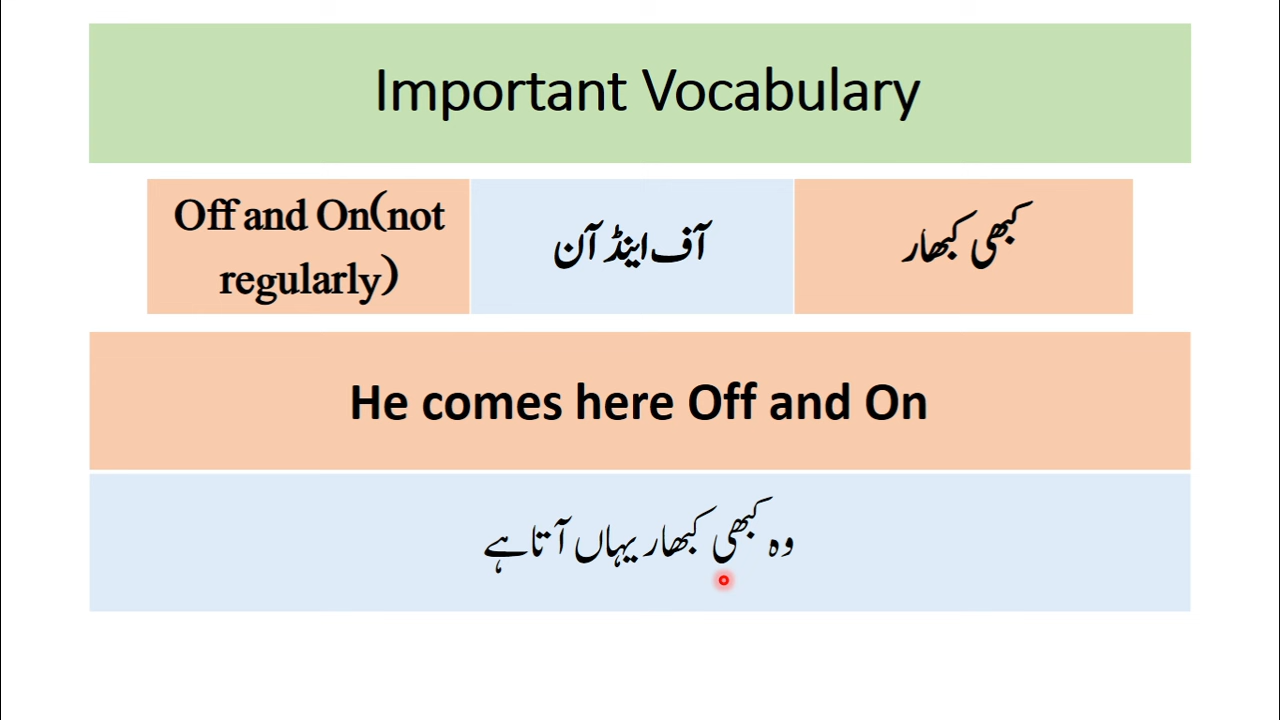 Important Vocabulary
Off and On(not
regularly)
آف اینڈ آن
کبھی کبھار
He comes here Off and On
وہ کبھی کبھار یہاں آتا ہے